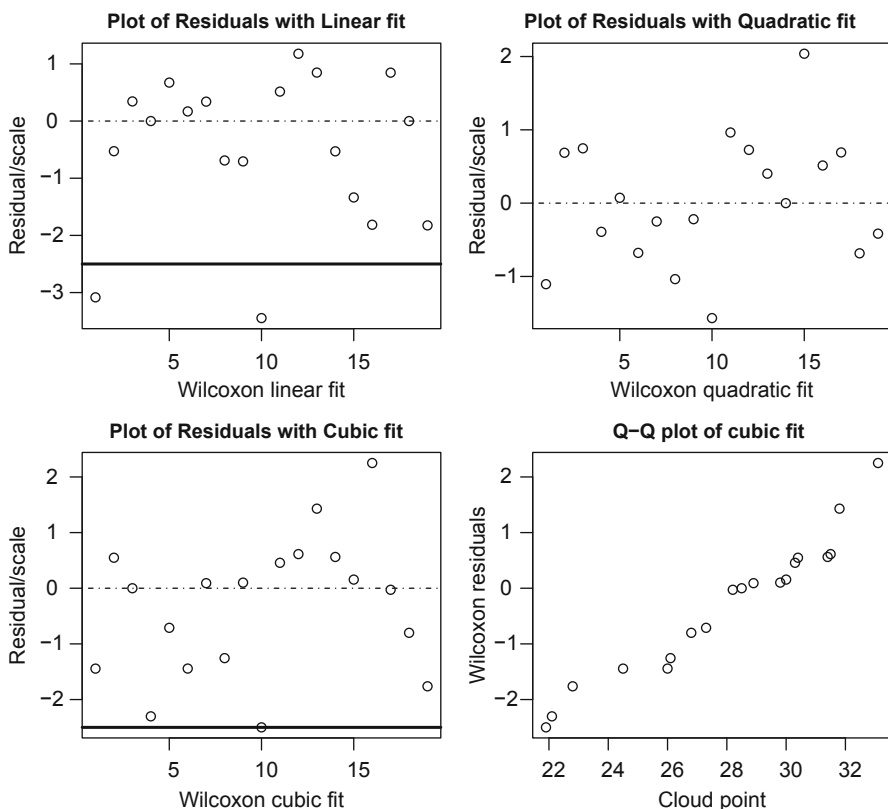 Plot of Residuals with Linear fit
Residual/scale
1
0
−1
−2
−3
5
10
15
Wilcoxon linear fit
Plot of Residuals with Quadratic fit
Residual/scale
2
1
0
−1
5
10
15
Wilcoxon quadratic fit
Plot of Residuals with Cubic fit
Residual/scale
2
1
0
−1
−2
5
10
15
Wilcoxon cubic fit
Q−Q plot of cubic fit
Wilcoxon residuals
2
1
0
−1
−2
22
24
26
28
30
32
Cloud point